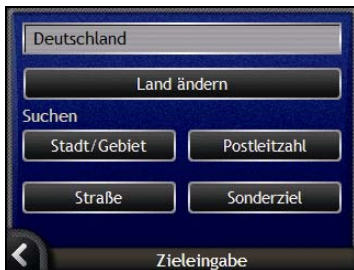 Deutschland
Land ändern
Suchen
Stadt/Gebiet Postleitzahl
Straße Sonderziel
Zieleingabe